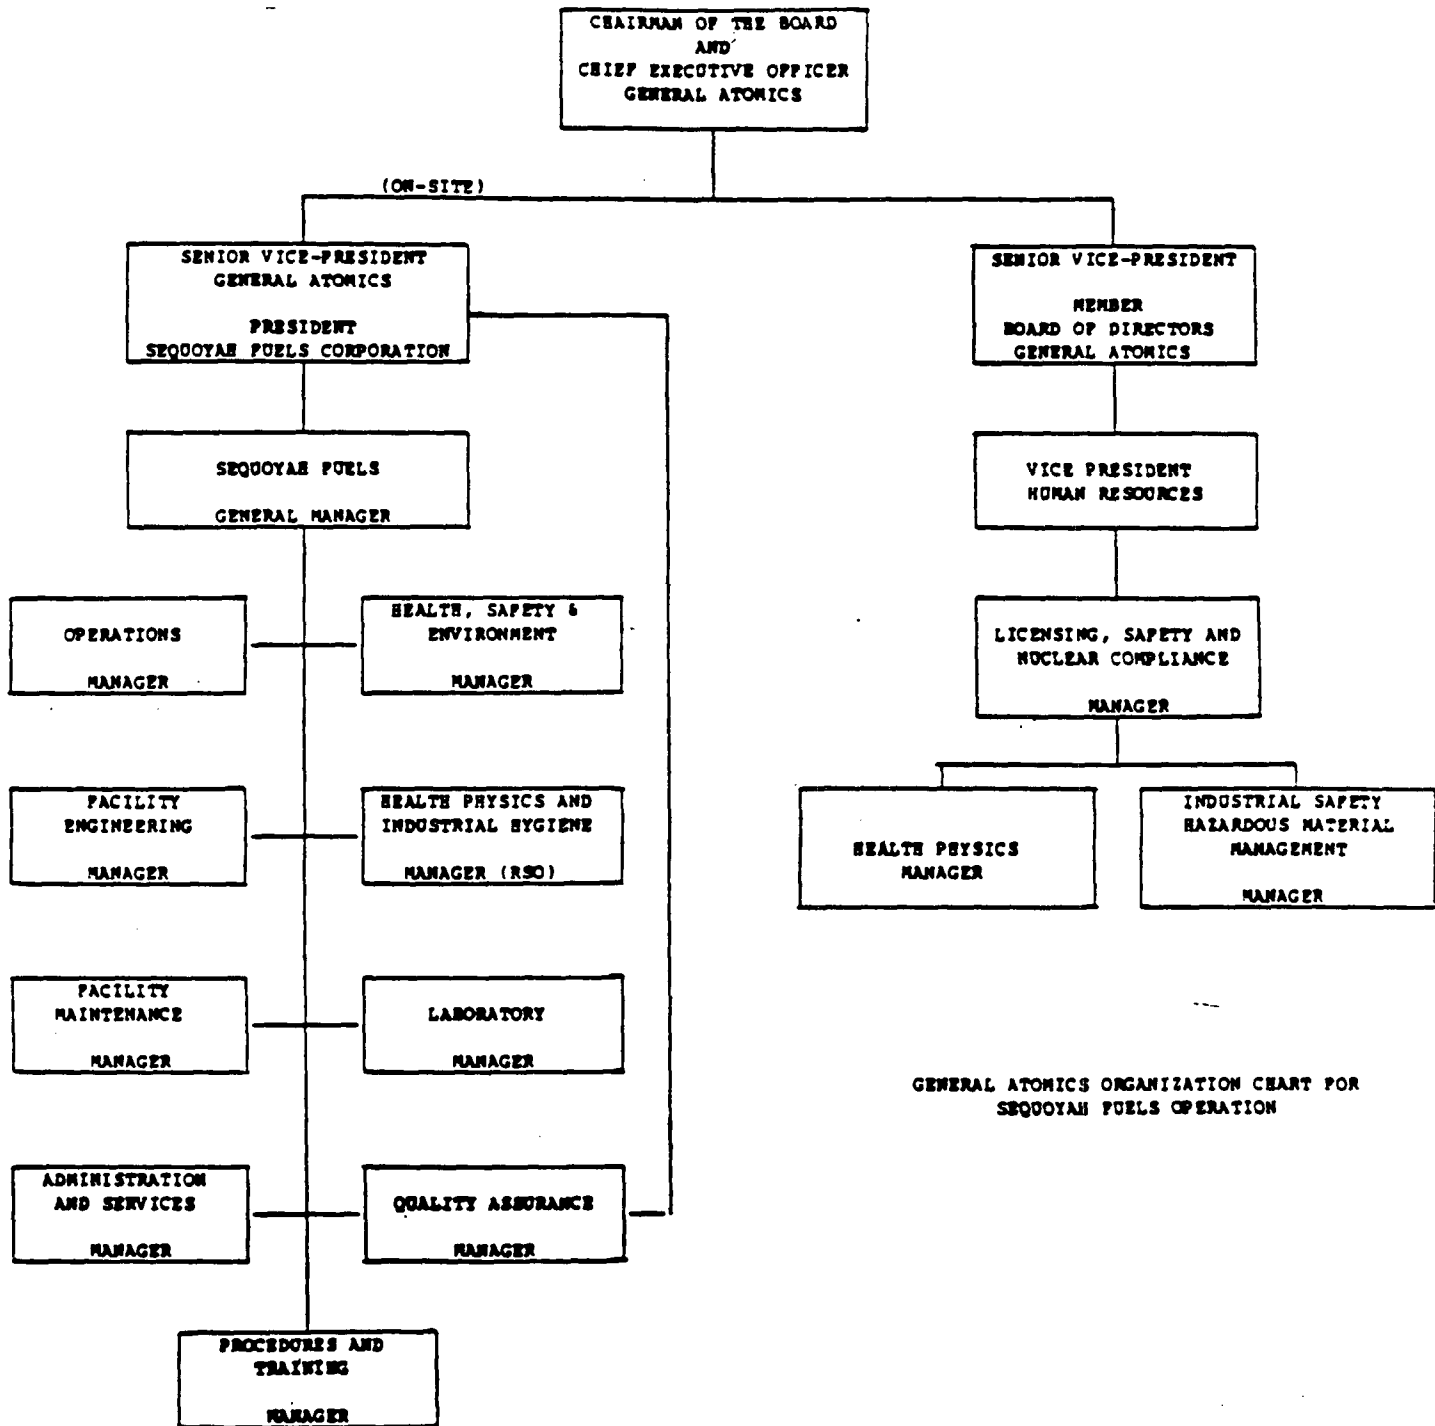 CHAIRMAN OF THE BOARD
AND
CHIEF EXECUTIVE OFFICER
GENERAL ATOMICS
(ON-SITE)
SENIOR VICE-PRESIDENT
GENERAL ATOMICS
PRESIDENT
SEQUOYAH FUELS CORPORATION
SENIOR VICE-PRESIDENT
MEMBER
BOARD OF DIRECTORS
GENERAL ATOMICS
SEQUOYAH FUELS
GENERAL MANAGER
VICE PRESIDENT
HUMAN RESOURCES
OPERATIONS
MANAGER
HEALTH, SAFETY &
ENVIRONMENT
MANAGER
LICENSING, SAFETY AND
NUCLEAR COMPLIANCE
MANAGER
FACILITY
ENGINEERING
MANAGER
HEALTH PHYSICS AND
INDUSTRIAL HYGIENE
MANAGER (RSO)
HEALTH PHYSICS
MANAGER
INDUSTRIAL SAFETY
HAZARDOUS MATERIAL
MANAGEMENT
MANAGER
FACILITY
MAINTENANCE
MANAGER
LABORATORY
MANAGER
GENERAL ATOMICS ORGANIZATION CHART FOR
SEQUOYAH FUELS OPERATION
ADMINISTRATION
AND SERVICES
MANAGER
QUALITY ASSURANCE
MANAGER
PROCEDURES AND
TRAINING
MANAGER